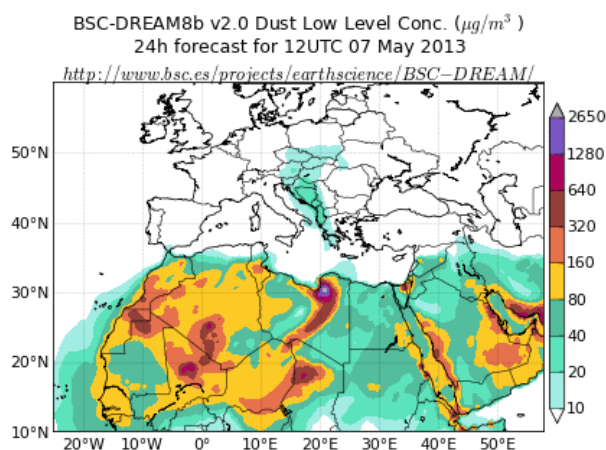 BSC-DREAM8b v2.0 Dust Low Level Conc. (μg/m³ )
24h forecast for 12UTC 07 May 2013
http://www.bsc.es/projects/earthscience/BSC−DREAM/
2650
1280
640
320
160
80
40
20
10
50°N
40°N
30°N
20°N
10°N
20°W 10°W 0° 10°E 20°E 30°E 40°E 50°E